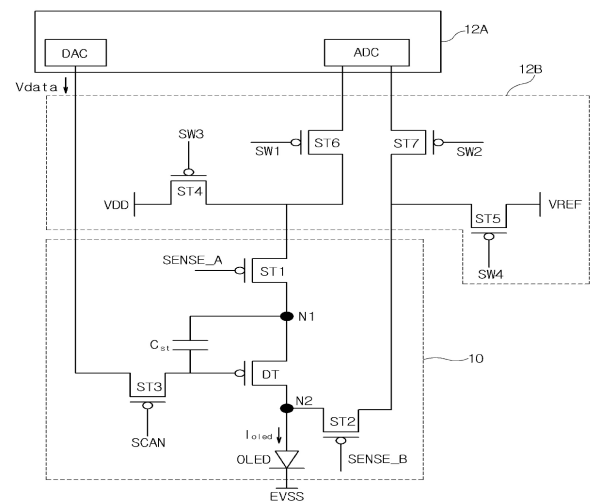 12A
DAC
ADC
Vdata
12B
SW3
SW1
ST6
ST7
SW2
ST4
VDD
ST5
VREF
SENSE_A
ST1
SW4
N1
Cst
10
DT
ST3
N2
ST2
SCAN
Ioled
OLED
SENSE_B
EVSS